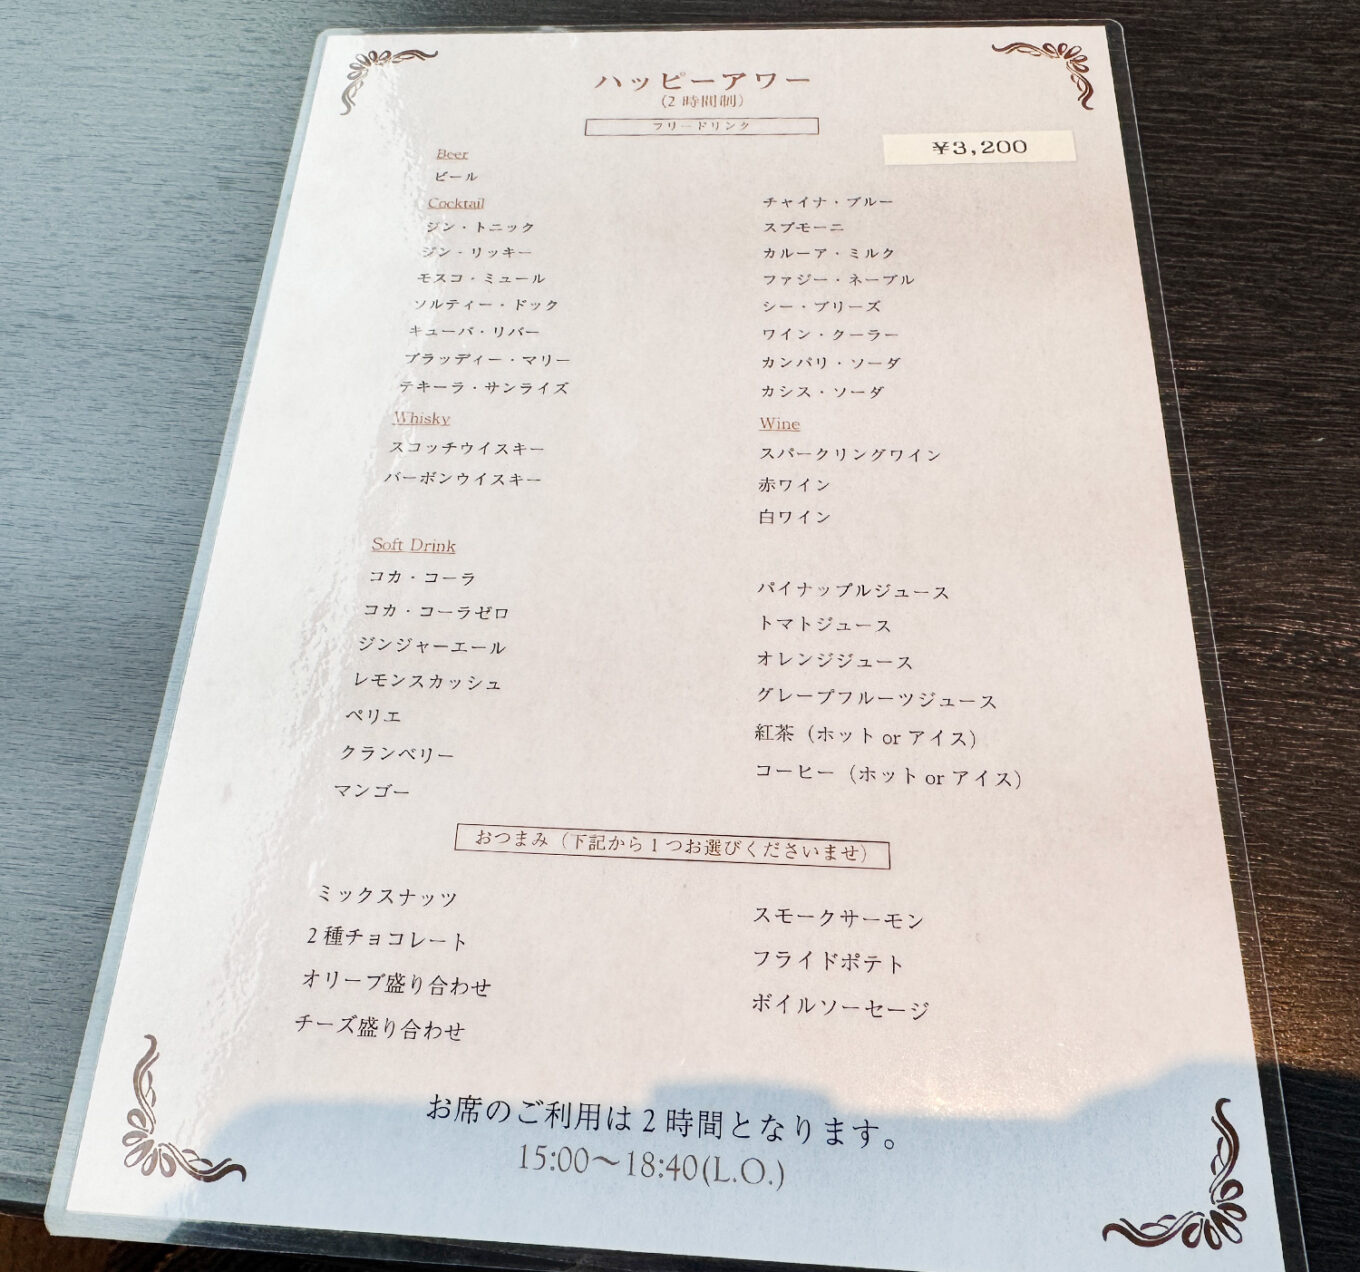 ハッピーアワー
(2時間制)
フリードリンク
¥3,200
Beer
ビール
Cocktail
ジン・トニック
ジン・リッキー
モスコ・ミュール
ソルティー・ドック
キューバ・リバー
ブラッディー・マリー
テキーラ・サンライズ
チャイナ・ブルー
スプモーニ
カルーア・ミルク
ファジー・ネーブル
シー・ブリーズ
ワイン・クーラー
カンパリ・ソーダ
カシス・ソーダ
Whisky
スコッチウイスキー
バーボンウイスキー
Wine
スパークリングワイン
赤ワイン
白ワイン
Soft Drink
コカ・コーラ
コカ・コーラゼロ
ジンジャーエール
レモンスカッシュ
ペリエ
クランベリー
マンゴー
パイナップルジュース
トマトジュース
オレンジジュース
グレープフルーツジュース
紅茶（ホット or アイス）
コーヒー（ホット or アイス）
おつまみ（下記から1つお選びくださいませ）
ミックスナッツ
2種チョコレート
オリーブ盛り合わせ
チーズ盛り合わせ
スモークサーモン
フライドポテト
ボイルソーセージ
お席のご利用は2時間となります。
15:00～18:40(L.O.)